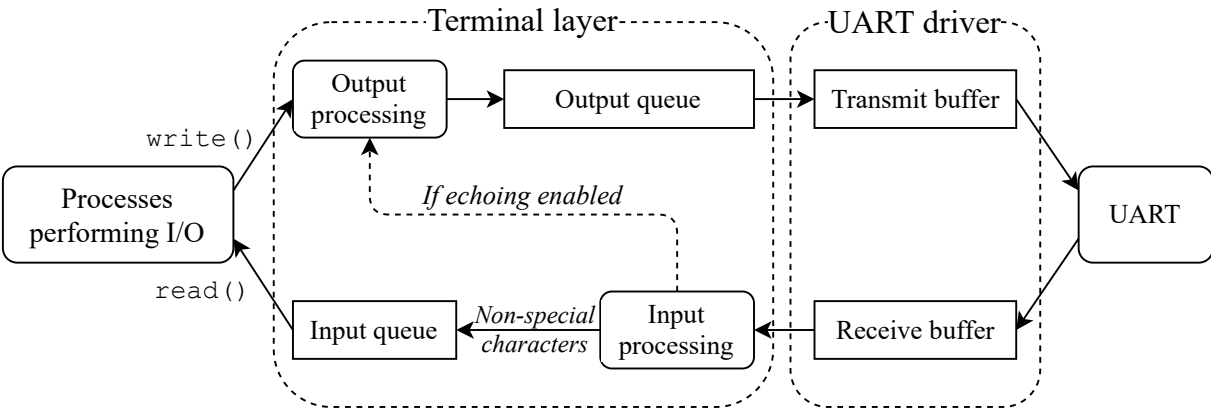 Terminal layer
UART driver
Output
processing
Output queue
Transmit buffer
write()
Processes
performing I/O
If echoing enabled
UART
read()
Input queue
Non-special
characters
Input
processing
Receive buffer